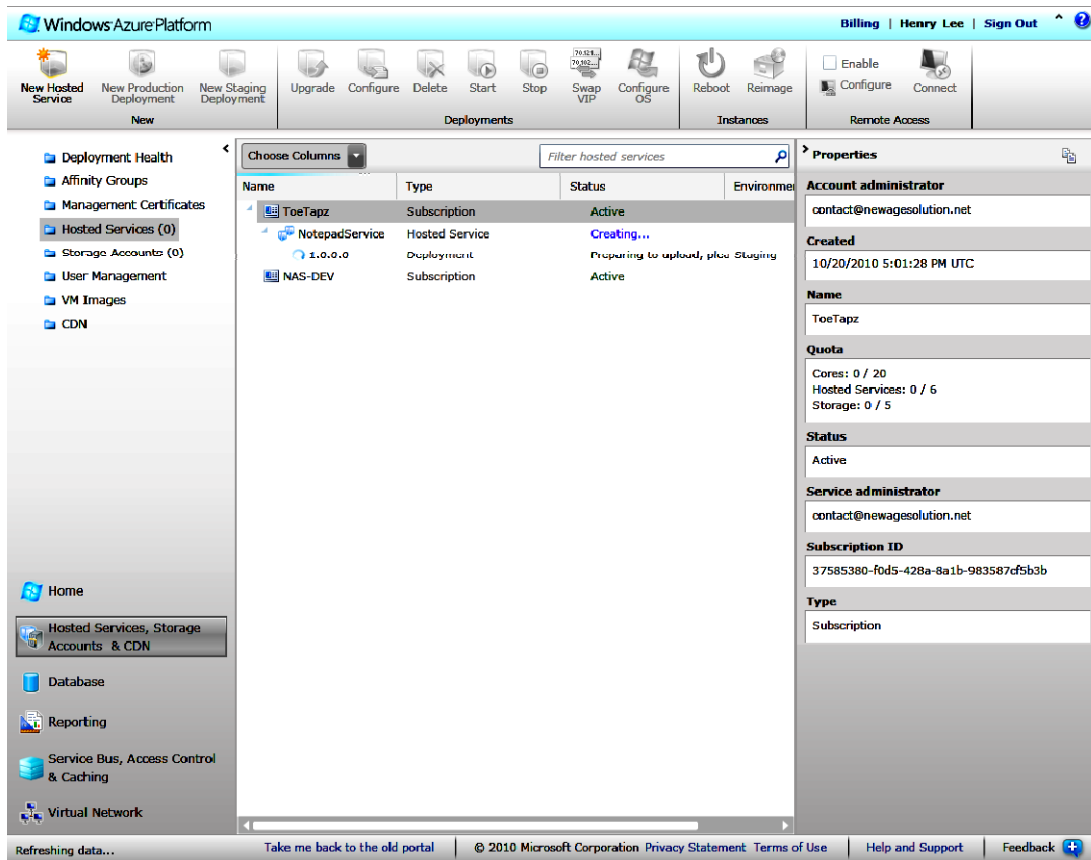 Windows Azure Platform
Billing | Henry Lee | Sign Out
New Hosted Service
New Production Deployment
New Staging Deployment
Upgrade
Configure
Delete
Start
Stop
Swap VIP
Configure OS
Reboot
Reimage
Enable
Configure
Connect
New
Deployments
Instances
Remote Access
Deployment Health
Affinity Groups
Management Certificates
Hosted Services (0)
Storage Accounts (0)
User Management
VM Images
CDN
Home
Hosted Services, Storage
Accounts & CDN
Database
Reporting
Service Bus, Access Control
& Caching
Virtual Network
Choose Columns
Filter hosted services
Name Type Status Environmen
ToeTapz Subscription Active
NotepadService Hosted Service Creating...
1.0.0.0 Deployment Preparing to upload, plea Staging
NAS-DEV Subscription Active
Properties
Account administrator
contact@newagesolution.net
Created
10/20/2010 5:01:28 PM UTC
Name
ToeTapz
Quota
Cores: 0 / 20
Hosted Services: 0 / 6
Storage: 0 / 5
Status
Active
Service administrator
contact@newagesolution.net
Subscription ID
37585380-f0d5-428a-8a1b-983587cf5b3b
Type
Subscription
Refreshing data...
Take me back to the old portal
© 2010 Microsoft Corporation Privacy Statement Terms of Use
Help and Support
Feedback